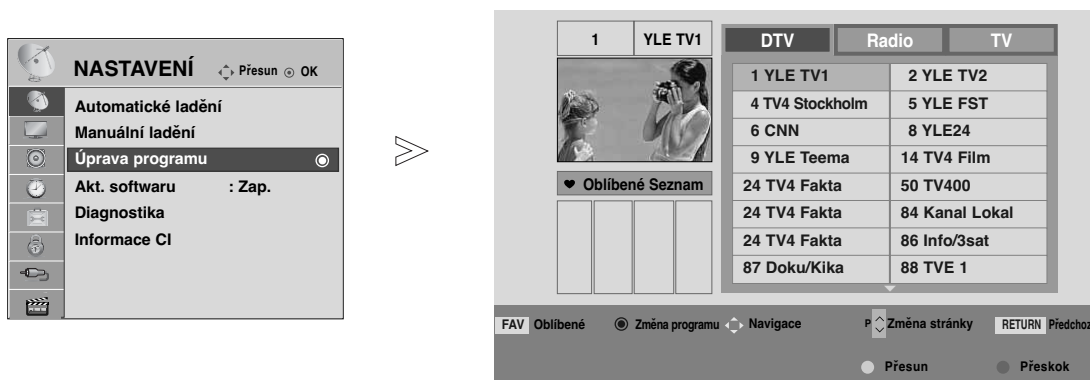 NASTAVENÍ Přesun OK
Automatické ladění
Manuální ladění
Úprava programu
Akt. softwaru : Zap.
Diagnostika
Informace CI
1 YLE TV1
Oblíbené Seznam
DTV Radio TV
1 YLE TV1 2 YLE TV2
4 TV4 Stockholm 5 YLE FST
6 CNN 8 YLE24
9 YLE Teema 14 TV4 Film
24 TV4 Fakta 50 TV400
24 TV4 Fakta 84 Kanal Lokal
24 TV4 Fakta 86 Info/3sat
87 Doku/Kika 88 TVE 1
FAV Oblíbené Změna programu Navigace P Změna stránky RETURN Předchoz
Přesun Přeskok